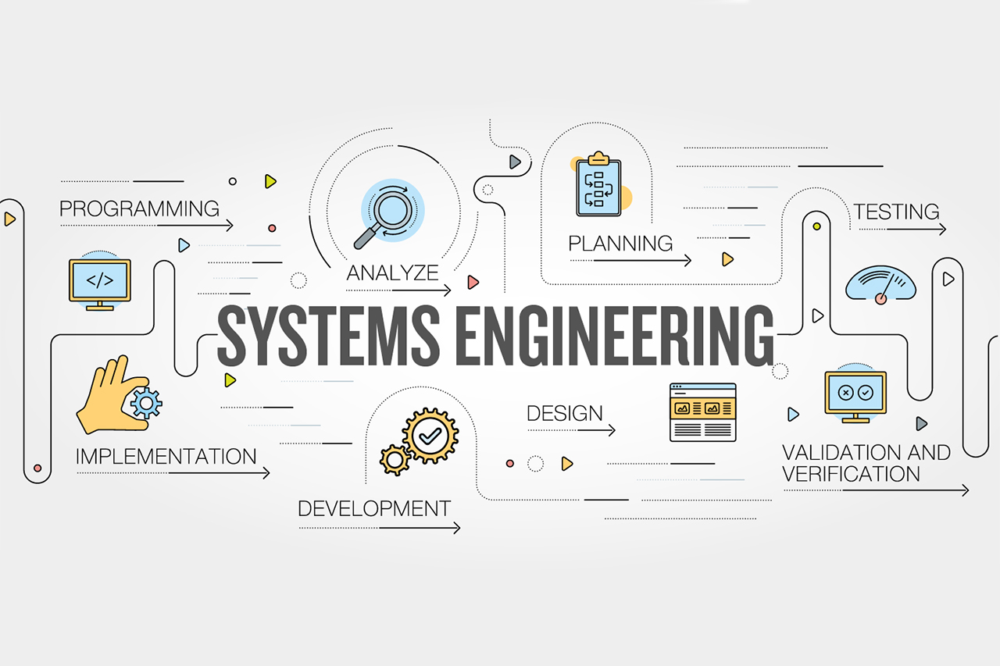 PROGRAMMING
ANALYZE
PLANNING
TESTING
</>
SYSTEMS ENGINEERING
IMPLEMENTATION
DEVELOPMENT
DESIGN
VALIDATION AND
VERIFICATION